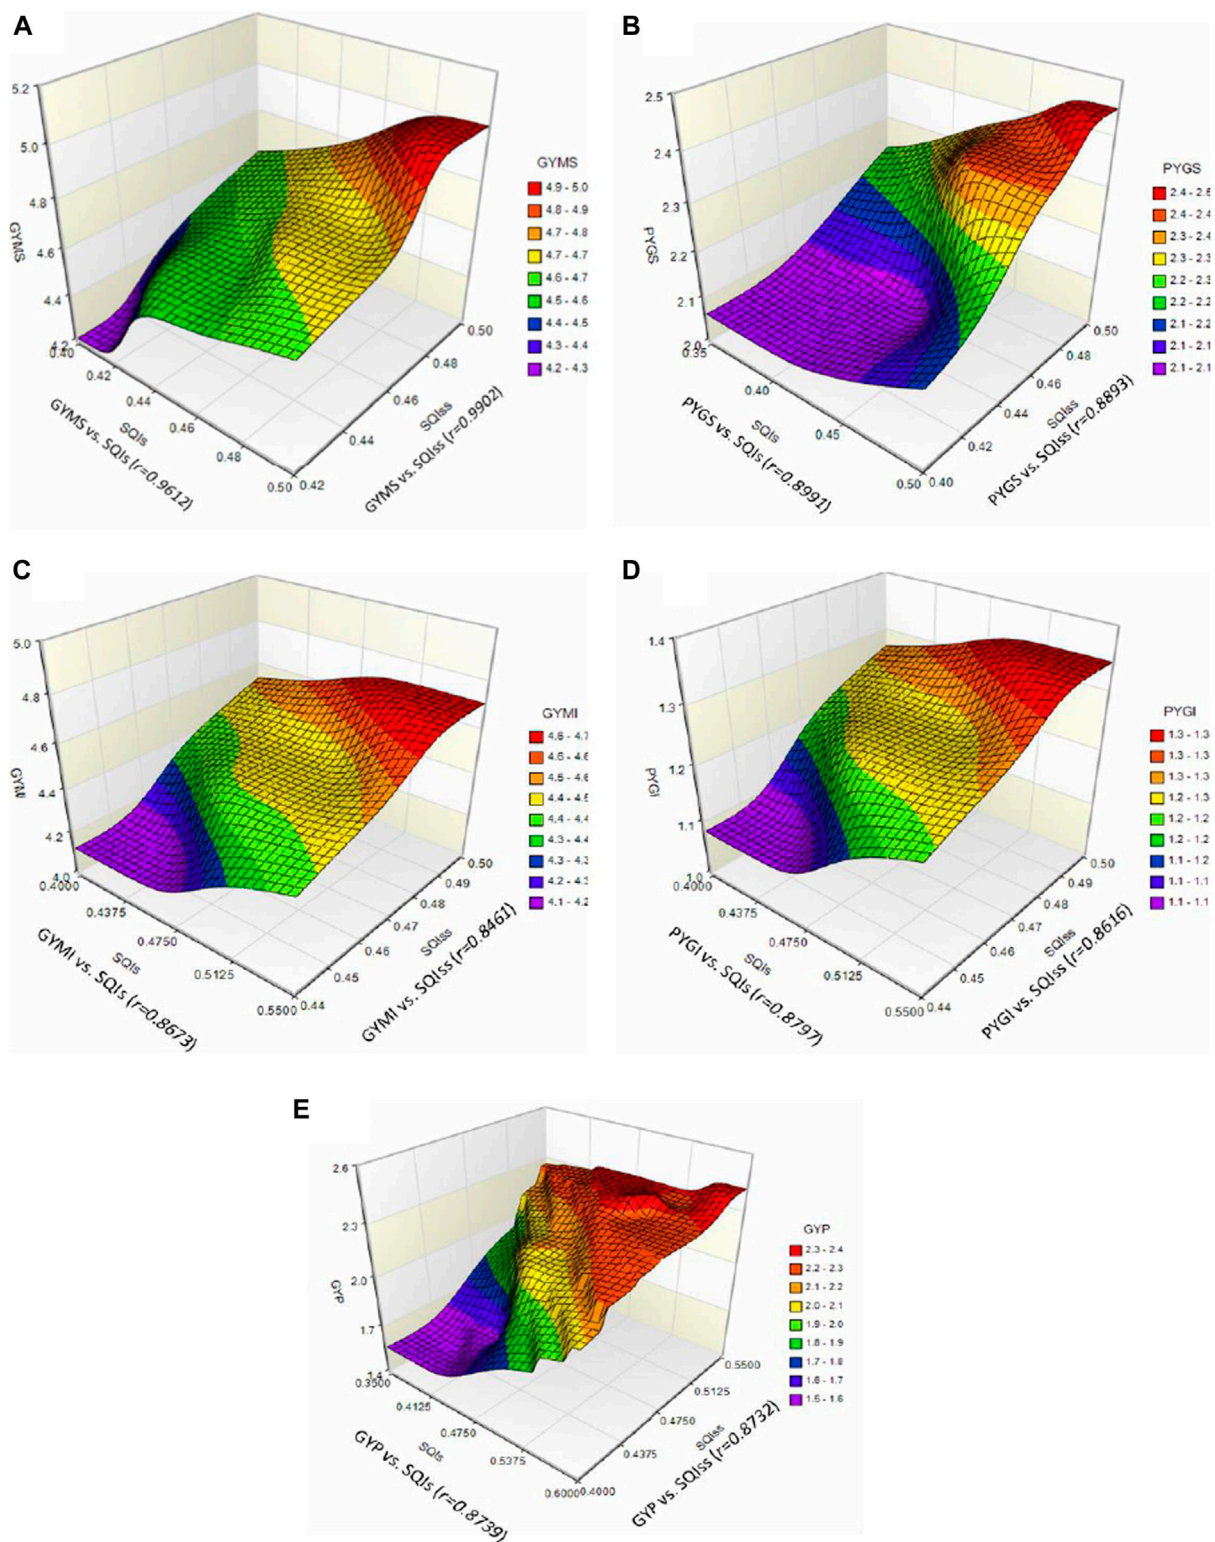 A
5.2
5.0
4.8
4.6
4.4
4.2
GYMS
0.40
0.42
0.44
0.46
0.48
0.50
SQIs
GYMS vs. SQIs (r=0.9612)
0.42
0.44
0.46
0.48
0.50
SQIss
GYMS vs. SQIss (r=0.9902)
GYMS
4.9 - 5.0
4.8 - 4.9
4.7 - 4.8
4.7 - 4.7
4.6 - 4.7
4.5 - 4.6
4.4 - 4.5
4.3 - 4.4
4.2 - 4.3
B
2.5
2.4
2.3
2.2
2.1
2.0
PYGS
0.35
0.40
0.45
0.50
SQIs
PYGS vs. SQIs (r=0.8991)
0.40
0.42
0.44
0.46
0.48
0.50
SQIss
PYGS vs. SQIss (r=0.8893)
PYGS
2.4 - 2.5
2.4 - 2.4
2.3 - 2.4
2.3 - 2.3
2.2 - 2.3
2.2 - 2.2
2.1 - 2.2
2.1 - 2.1
2.1 - 2.1
C
5.0
4.8
4.6
4.4
4.2
4.0
GYMI
0.4000
0.4375
0.4750
0.5125
0.5500
SQIs
GYMI vs. SQIs (r=0.8673)
0.44
0.45
0.46
0.47
0.48
0.49
0.50
SQIss
GYMI vs. SQIss (r=0.8461)
GYMI
4.6 - 4.7
4.6 - 4.6
4.5 - 4.6
4.4 - 4.5
4.4 - 4.4
4.3 - 4.4
4.3 - 4.3
4.2 - 4.3
4.1 - 4.2
D
1.4
1.3
1.2
1.1
1.0
PYGI
0.4000
0.4375
0.4750
0.5125
0.5500
SQIs
PYGI vs. SQIs (r=0.8797)
0.44
0.45
0.46
0.47
0.48
0.49
0.50
SQIss
PYGI vs. SQIss (r=0.8616)
PYGI
1.3 - 1.3
1.3 - 1.3
1.3 - 1.3
1.2 - 1.3
1.2 - 1.2
1.2 - 1.2
1.1 - 1.2
1.1 - 1.1
1.1 - 1.1
E
2.6
2.3
2.0
1.7
1.4
GYP
0.3500
0.4125
0.4750
0.5375
0.6000
SQIs
GYP vs. SQIs (r=0.8739)
0.4000
0.4375
0.4750
0.5125
0.5500
SQIss
GYP vs. SQIss (r=0.8732)
GYP
2.3 - 2.4
2.2 - 2.3
2.1 - 2.2
2.0 - 2.1
1.9 - 2.0
1.8 - 1.9
1.7 - 1.8
1.6 - 1.7
1.5 - 1.6